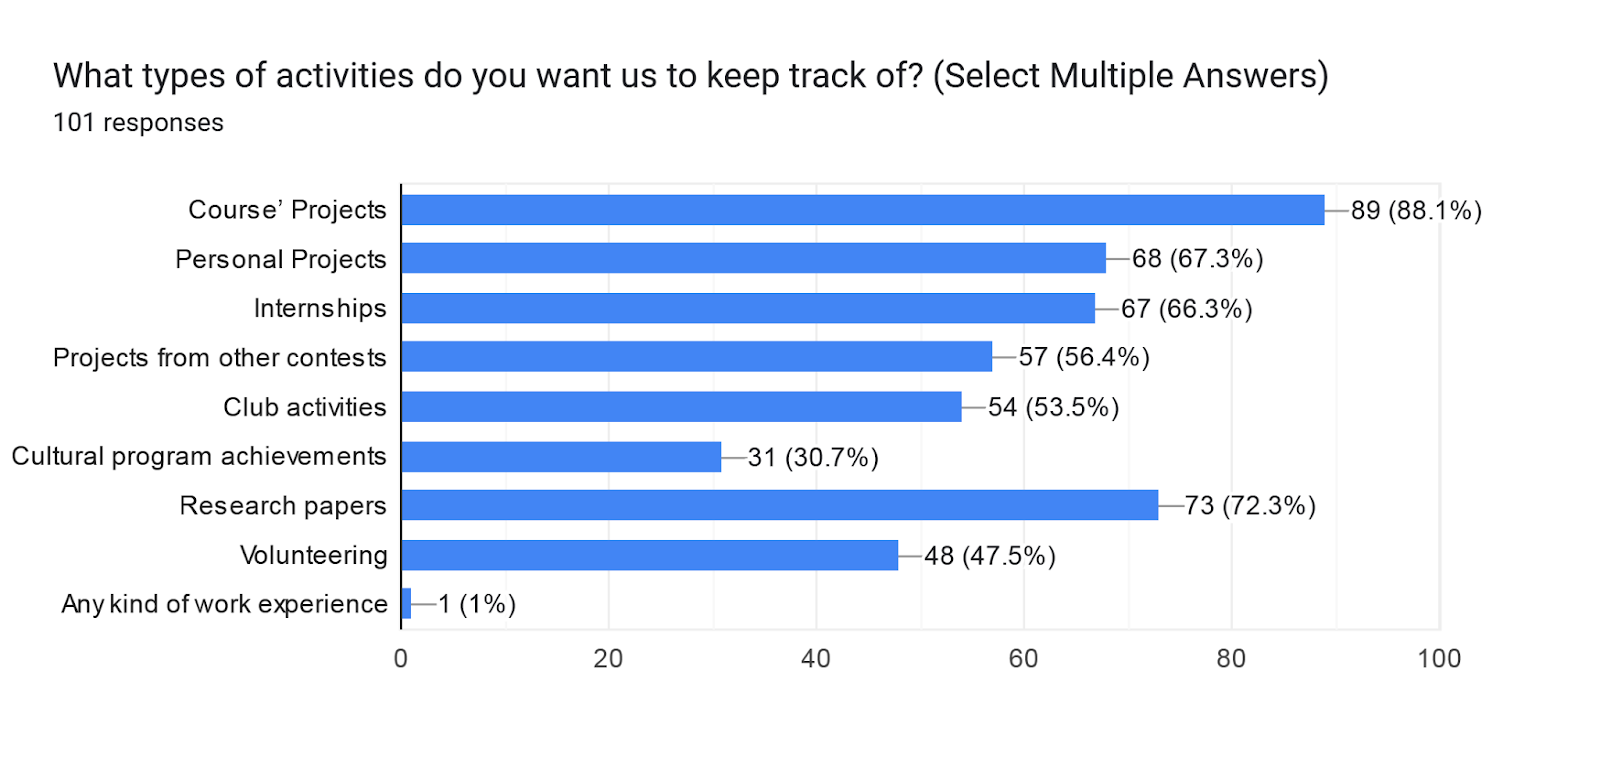 What types of activities do you want us to keep track of? (Select Multiple Answers)
101 responses
Course’ Projects 89 (88.1%)
Personal Projects 68 (67.3%)
Internships 67 (66.3%)
Projects from other contests 57 (56.4%)
Club activities 54 (53.5%)
Cultural program achievements 31 (30.7%)
Research papers 73 (72.3%)
Volunteering 48 (47.5%)
Any kind of work experience 1 (1%)
0 20 40 60 80 100